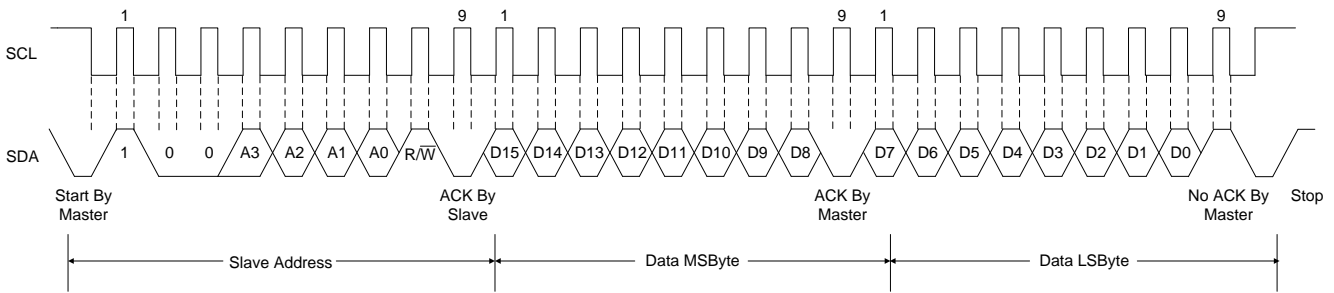 1 9 1 9 1 9
SCL
SDA 1 0 0 A3 A2 A1 A0 R/W̅ D15 D14 D13 D12 D11 D10 D9 D8 D7 D6 D5 D4 D3 D2 D1 D0
Start By
Master
ACK By
Slave
ACK By
Master
No ACK By
Master
Stop
Slave Address
Data MSByte
Data LSByte